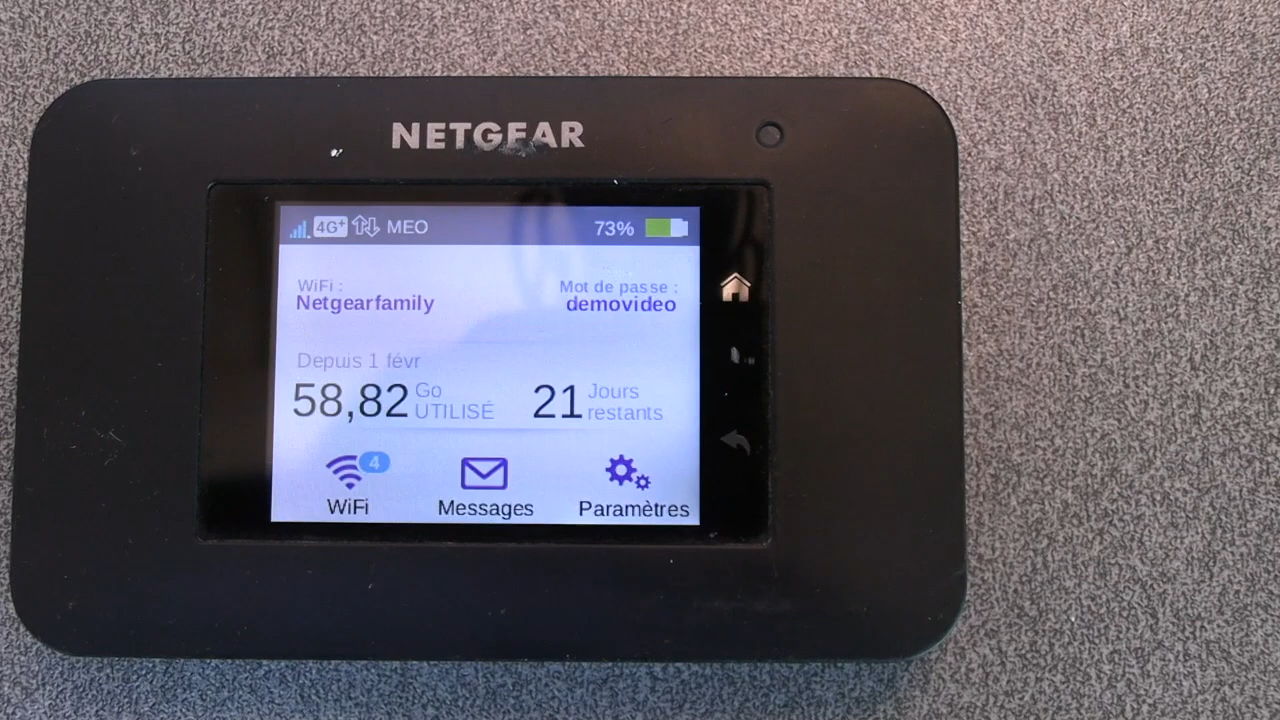 NETGEAR
4G+ MEO 73%
WiFi : Mot de passe :
Netgearfamily demovideo
Depuis 1 févr
58,82 Go UTILISÉ 21 Jours restants
4
WiFi Messages Paramètres